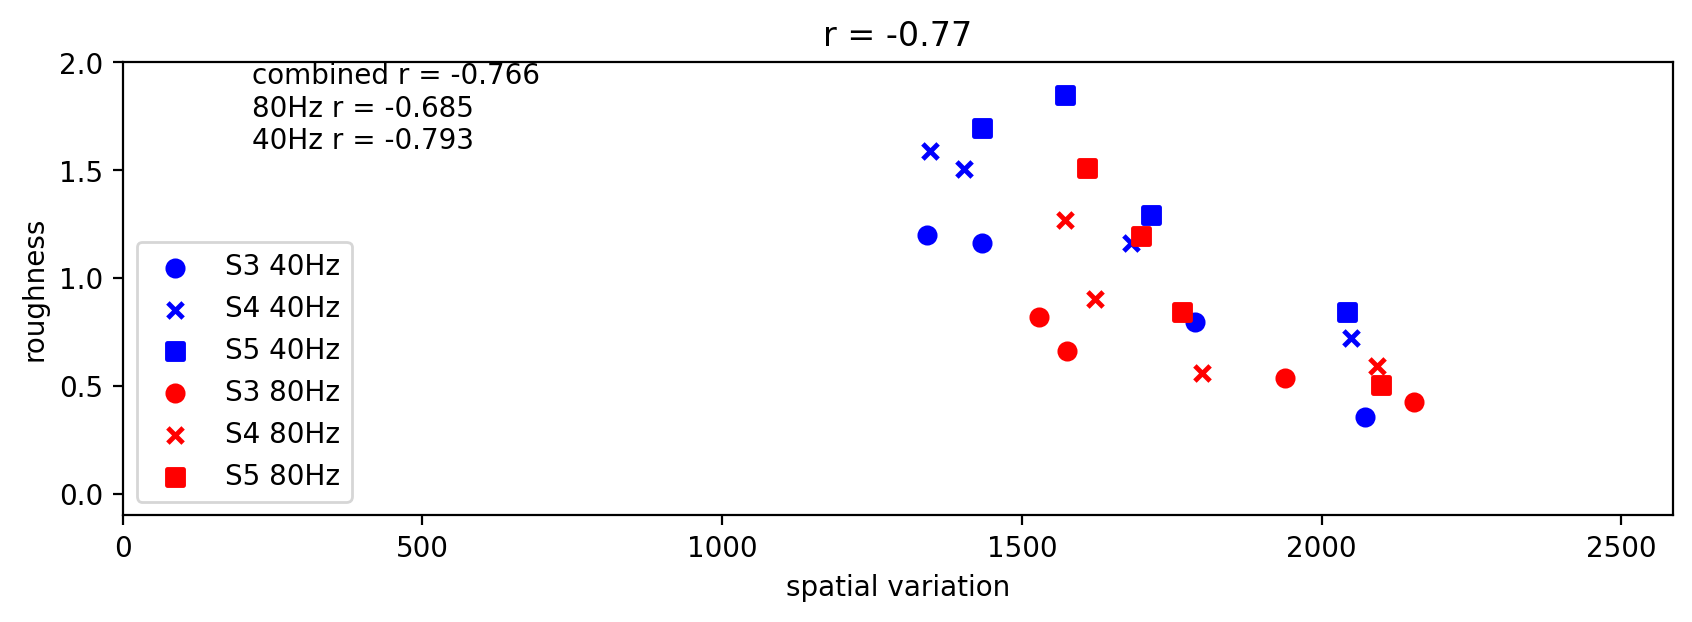 r = -0.77
combined r = -0.766
80Hz r = -0.685
40Hz r = -0.793
2.0
1.5
1.0
0.5
0.0
roughness
S3 40Hz
S4 40Hz
S5 40Hz
S3 80Hz
S4 80Hz
S5 80Hz
0 500 1000 1500 2000 2500
spatial variation